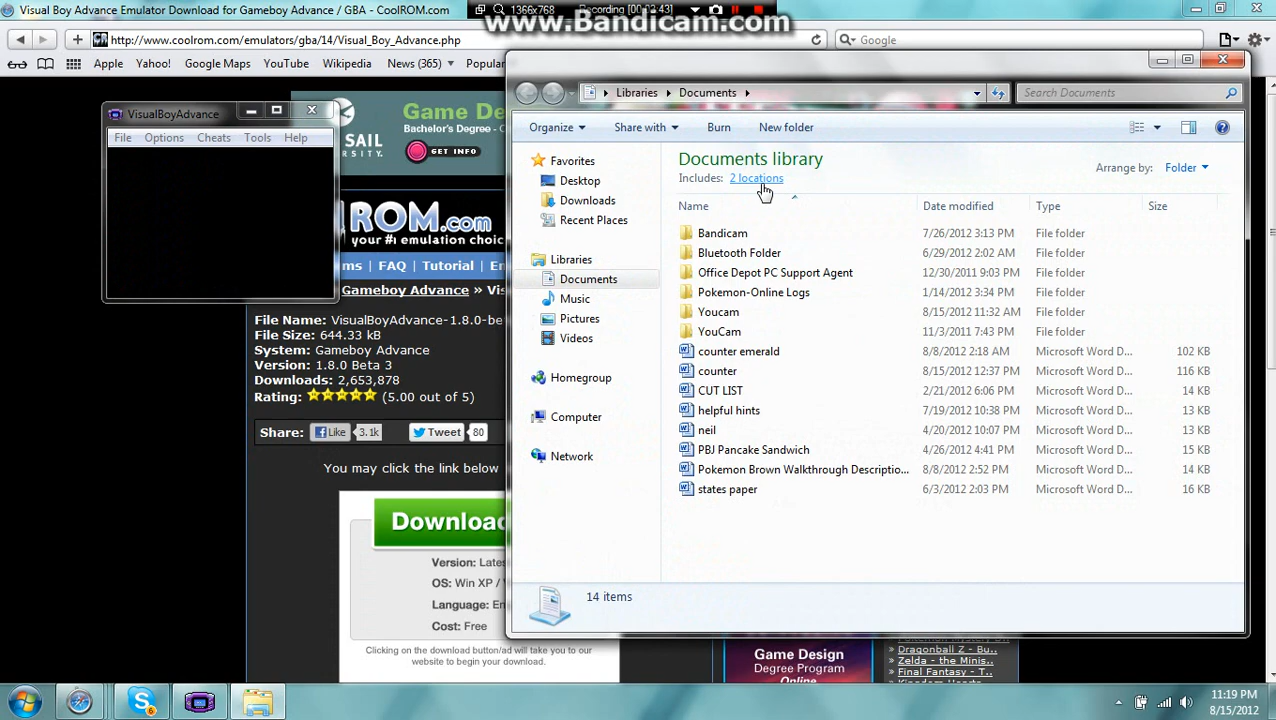 Visual Boy Advance Emulator Download for Gameboy Advance / GBA - CoolROM.com
1366x768
Recording
www.Bandicam.com
http://www.coolrom.com/emulators/gba/14/Visual_Boy_Advance.php
Google
Apple Yahoo! Google Maps YouTube Wikipedia News (365) Popular
Game De
Bachelor's Degree - C
SAIL
GET INFO
VERSITY.
ROM.com
your #1 emulation choice
ms | FAQ | Tutorial | E
Gameboy Advance » Vis
File Name: VisualBoyAdvance-1.8.0-be
File Size: 644.33 kB
System: Gameboy Advance
Version: 1.8.0 Beta 3
Downloads: 2,653,878
Rating: (5.00 out of 5)
Share: Like 3.1k Tweet 80
You may click the link below
Download
Version: Late
OS: Win XP /
Language: En
Cost: Free
Clicking on the download button/ad will take you to our
website to begin your download.
VisualBoyAdvance
File Options Cheats Tools Help
Libraries Documents
Search Documents
Organize Share with Burn New folder
Documents library
Includes: 2 locations
Arrange by: Folder
Name Date modified Type Size
Favorites
Desktop
Downloads
Recent Places
Libraries
Documents
Music
Pictures
Videos
Homegroup
Computer
Network
Bandicam 7/26/2012 3:13 PM File folder
Bluetooth Folder 6/29/2012 2:02 AM File folder
Office Depot PC Support Agent 12/30/2011 9:03 PM File folder
Pokemon-Online Logs 1/14/2012 3:34 PM File folder
Youcam 8/15/2012 11:32 AM File folder
YouCam 11/3/2011 7:43 PM File folder
counter emerald 8/8/2012 2:18 AM Microsoft Word D... 102 KB
counter 8/15/2012 12:37 PM Microsoft Word D... 116 KB
CUT LIST 2/21/2012 6:06 PM Microsoft Word D... 14 KB
helpful hints 7/19/2012 10:38 PM Microsoft Word D... 13 KB
neil 4/20/2012 10:07 PM Microsoft Word D... 13 KB
PBJ Pancake Sandwich 4/26/2012 4:41 PM Microsoft Word D... 15 KB
Pokemon Brown Walkthrough Descriptio... 8/8/2012 2:52 PM Microsoft Word D... 14 KB
states paper 6/3/2012 2:03 PM Microsoft Word D... 16 KB
14 items
Game Design
Degree Program
Online
» Dragonball Z - Bu..
» Zelda - the Minis..
» Final Fantasy - T..
11:19 PM
8/15/2012